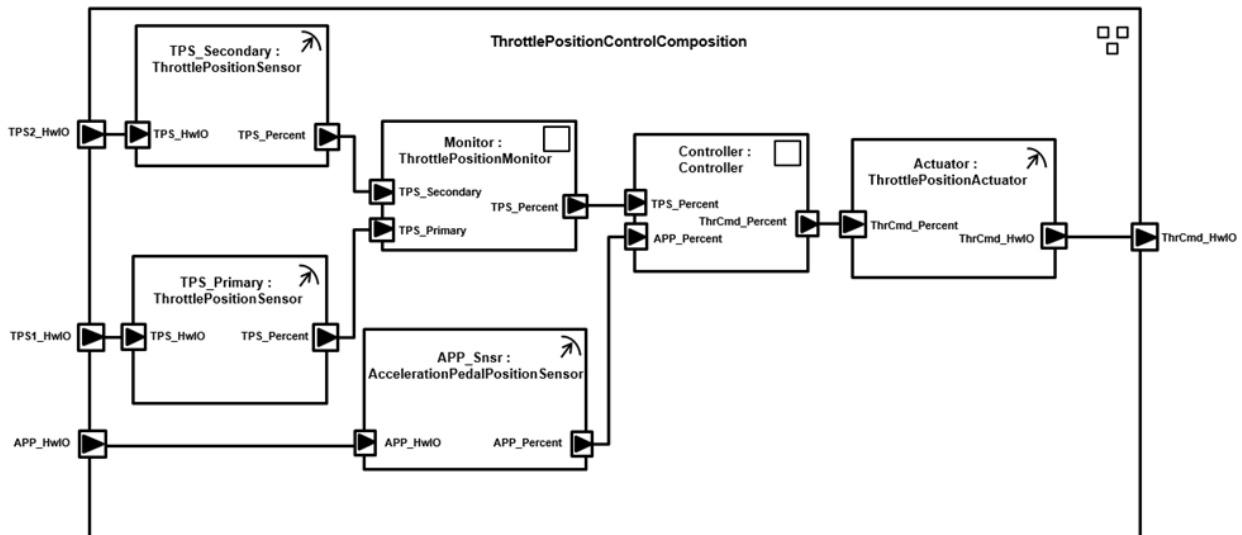 ThrottlePositionControlComposition
TPS_Secondary :
ThrottlePositionSensor
TPS2_HwIO
TPS_HwIO
TPS_Percent
Monitor :
ThrottlePositionMonitor
TPS_Secondary
TPS_Percent
TPS_Primary
Controller :
Controller
TPS_Percent
ThrCmd_Percent
APP_Percent
Actuator :
ThrottlePositionActuator
ThrCmd_Percent
ThrCmd_HwIO
ThrCmd_HwIO
TPS_Primary :
ThrottlePositionSensor
TPS1_HwIO
TPS_HwIO
TPS_Percent
APP_Snsr :
AccelerationPedalPositionSensor
APP_HwIO
APP_HwIO
APP_Percent